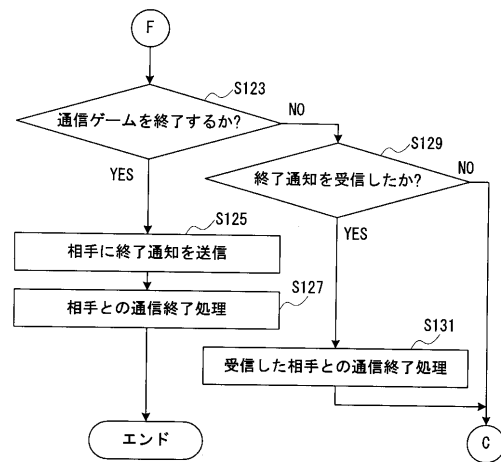 F
S123
通信ゲームを終了するか?
NO
S129
YES
終了通知を受信したか?
NO
S125
YES
相手に終了通知を送信
S127
相手との通信終了処理
S131
受信した相手との通信終了処理
エンド
C